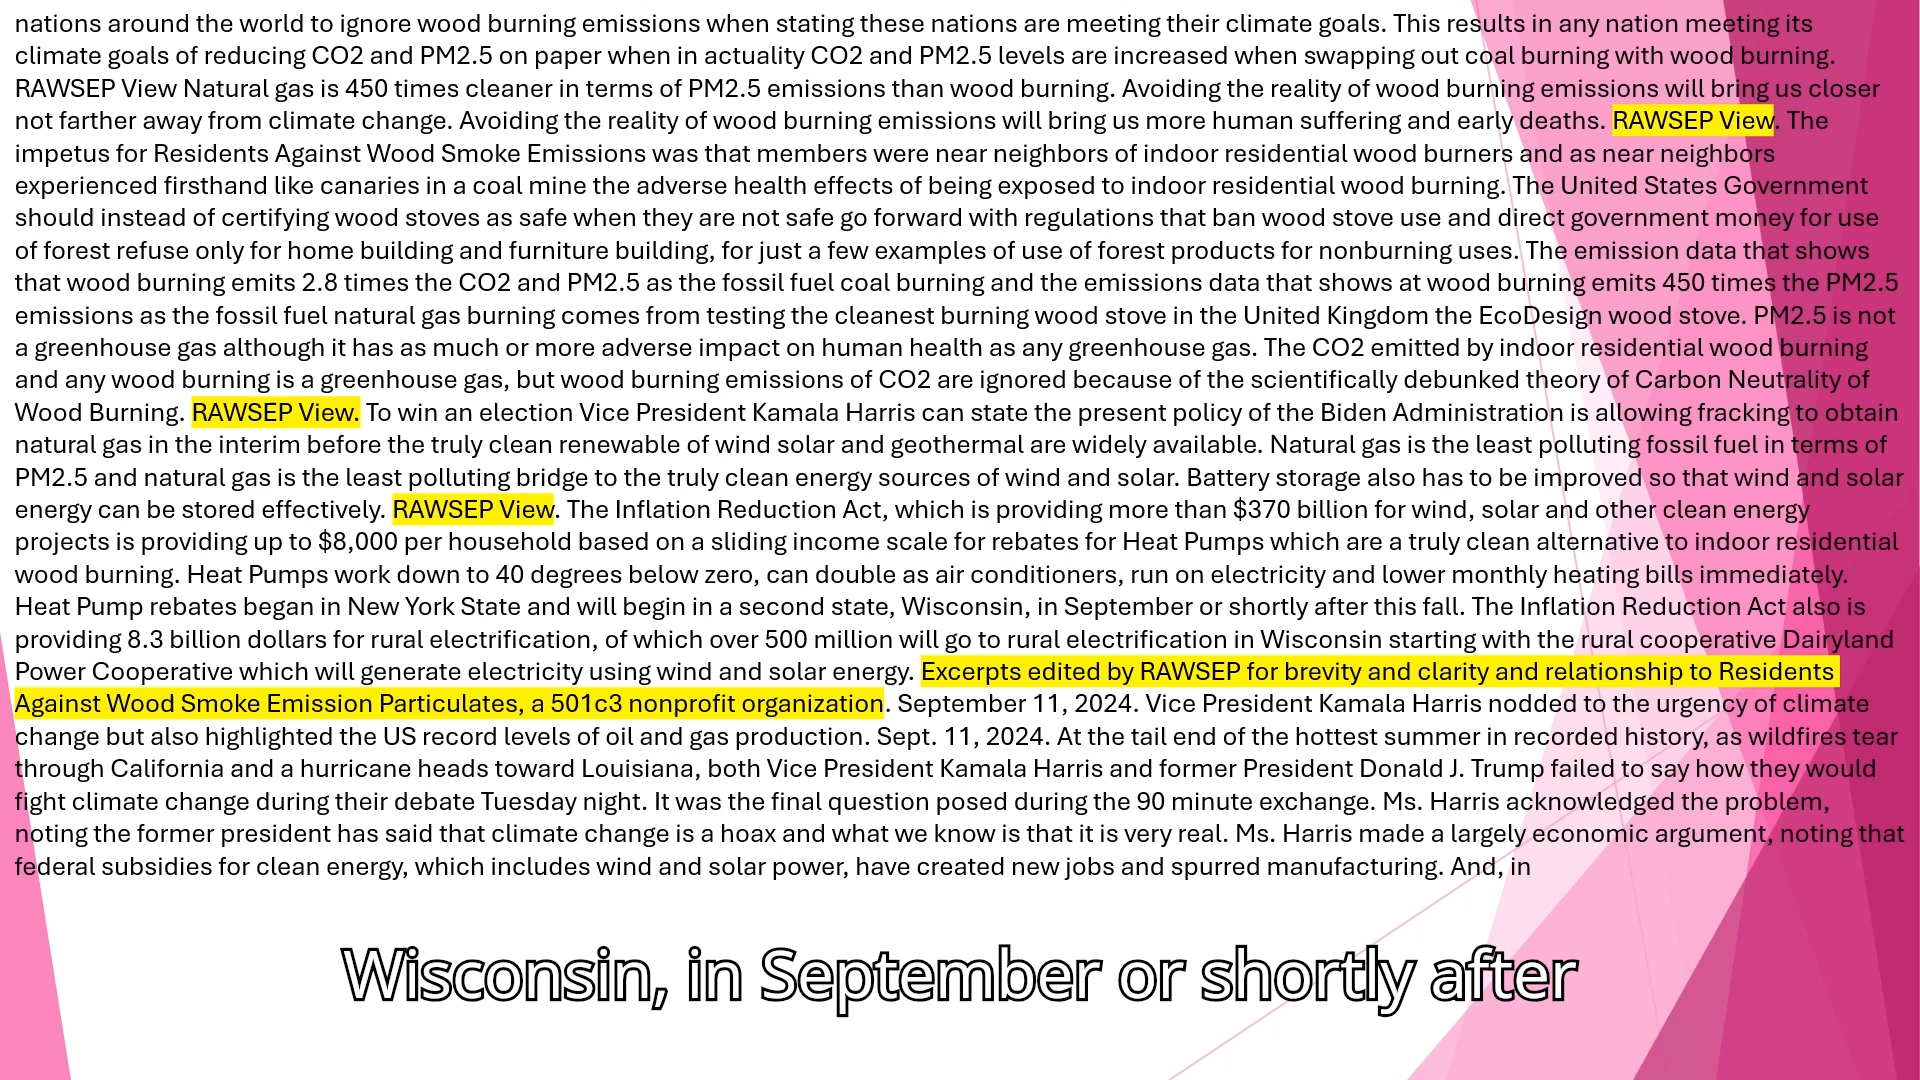 nations around the world to ignore wood burning emissions when stating these nations are meeting their climate goals. This results in any nation meeting its
climate goals of reducing CO2 and PM2.5 on paper when in actuality CO2 and PM2.5 levels are increased when swapping out coal burning with wood burning.
RAWSEP View Natural gas is 450 times cleaner in terms of PM2.5 emissions than wood burning. Avoiding the reality of wood burning emissions will bring us closer
not farther away from climate change. Avoiding the reality of wood burning emissions will bring us more human suffering and early deaths. RAWSEP View. The
impetus for Residents Against Wood Smoke Emissions was that members were near neighbors of indoor residential wood burners and as near neighbors
experienced firsthand like canaries in a coal mine the adverse health effects of being exposed to indoor residential wood burning. The United States Government
should instead of certifying wood stoves as safe when they are not safe go forward with regulations that ban wood stove use and direct government money for use
of forest refuse only for home building and furniture building, for just a few examples of use of forest products for nonburning uses. The emission data that shows
that wood burning emits 2.8 times the CO2 and PM2.5 as the fossil fuel coal burning and the emissions data that shows at wood burning emits 450 times the PM2.5
emissions as the fossil fuel natural gas burning comes from testing the cleanest burning wood stove in the United Kingdom the EcoDesign wood stove. PM2.5 is not
a greenhouse gas although it has as much or more adverse impact on human health as any greenhouse gas. The CO2 emitted by indoor residential wood burning
and any wood burning is a greenhouse gas, but wood burning emissions of CO2 are ignored because of the scientifically debunked theory of Carbon Neutrality of
Wood Burning. RAWSEP View. To win an election Vice President Kamala Harris can state the present policy of the Biden Administration is allowing fracking to obtain
natural gas in the interim before the truly clean renewable of wind solar and geothermal are widely available. Natural gas is the least polluting fossil fuel in terms of
PM2.5 and natural gas is the least polluting bridge to the truly clean energy sources of wind and solar. Battery storage also has to be improved so that wind and solar
energy can be stored effectively. RAWSEP View. The Inflation Reduction Act, which is providing more than $370 billion for wind, solar and other clean energy
projects is providing up to $8,000 per household based on a sliding income scale for rebates for Heat Pumps which are a truly clean alternative to indoor residential
wood burning. Heat Pumps work down to 40 degrees below zero, can double as air conditioners, run on electricity and lower monthly heating bills immediately.
Heat Pump rebates began in New York State and will begin in a second state, Wisconsin, in September or shortly after this fall. The Inflation Reduction Act also is
providing 8.3 billion dollars for rural electrification, of which over 500 million will go to rural electrification in Wisconsin starting with the rural cooperative Dairyland
Power Cooperative which will generate electricity using wind and solar energy. Excerpts edited by RAWSEP for brevity and clarity and relationship to Residents
Against Wood Smoke Emission Particulates, a 501c3 nonprofit organization. September 11, 2024. Vice President Kamala Harris nodded to the urgency of climate
change but also highlighted the US record levels of oil and gas production. Sept. 11, 2024. At the tail end of the hottest summer in recorded history, as wildfires tear
through California and a hurricane heads toward Louisiana, both Vice President Kamala Harris and former President Donald J. Trump failed to say how they would
fight climate change during their debate Tuesday night. It was the final question posed during the 90 minute exchange. Ms. Harris acknowledged the problem,
noting the former president has said that climate change is a hoax and what we know is that it is very real. Ms. Harris made a largely economic argument, noting that
federal subsidies for clean energy, which includes wind and solar power, have created new jobs and spurred manufacturing. And, in
Wisconsin, in September or shortly after